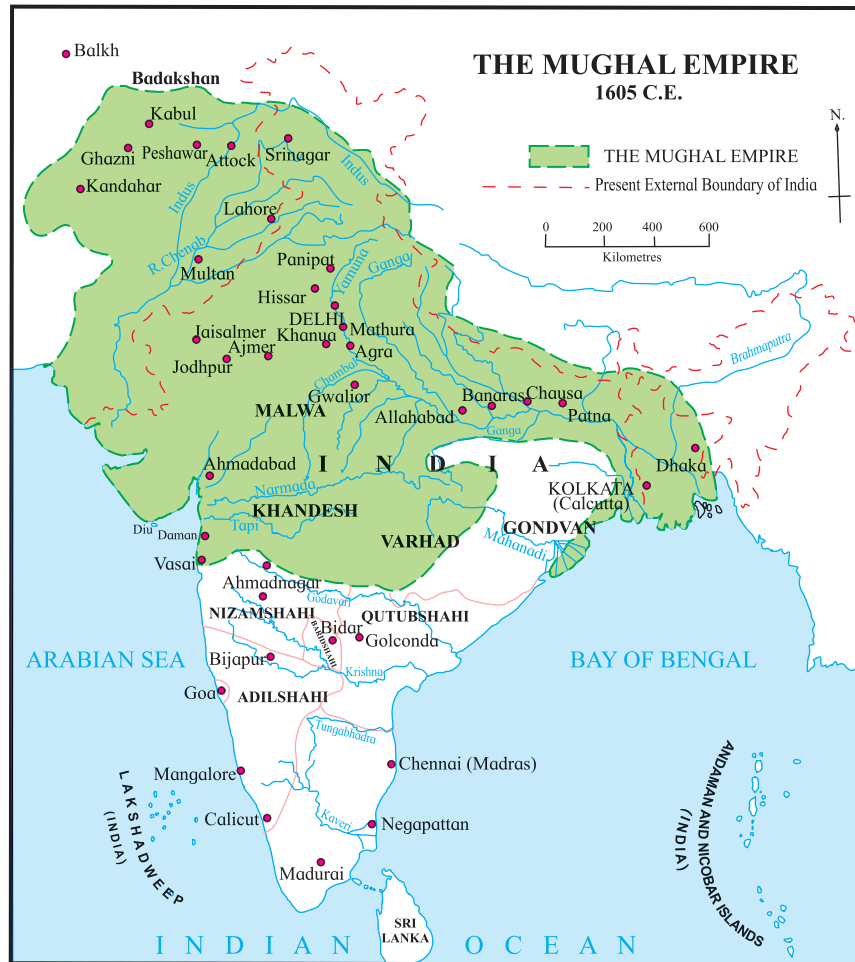 Balkh
THE MUGHAL EMPIRE
1605 C.E.
Badakshan
N.
Kabul
Ghazni
Peshawar
Attock
Srinagar
Indus
THE MUGHAL EMPIRE
Present External Boundary of India
Kandahar
Indus
Lahore
0 200 400 600
Kilometres
R.Chenab
Multan
Panipat
Yamuna
Ganga
Hissar
DELHI
Mathura
Jaisalmer
Khanua
Ajmer
Agra
Jodhpur
Brahmaputra
Chambal
Gwalior
MALWA
Allahabad
Banaras
Chausa
Patna
Ganga
Ahmadabad
I N D I A
Dhaka
Narmada
KOLKATA
(Calcutta)
KHANDESH
Tapi
Diu
Daman
VARHAD
GONDVAN
Mahanadi
Vasai
Ahmadnagar
Godavari
NIZAMSHAHI
QUTUBSHAHI
BARIDSHAHI
Bidar
Golconda
ARABIAN SEA
Bijapur
Krishna
BAY OF BENGAL
Goa
ADILSHAHI
Tungabhadra
Mangalore
Chennai (Madras)
LAKSHADWEEP
(INDIA)
ANDAMAN AND NICOBAR ISLANDS
(INDIA)
Calicut
Kaveri
Negapattan
Madurai
SRI
LANKA
INDIAN OCEAN